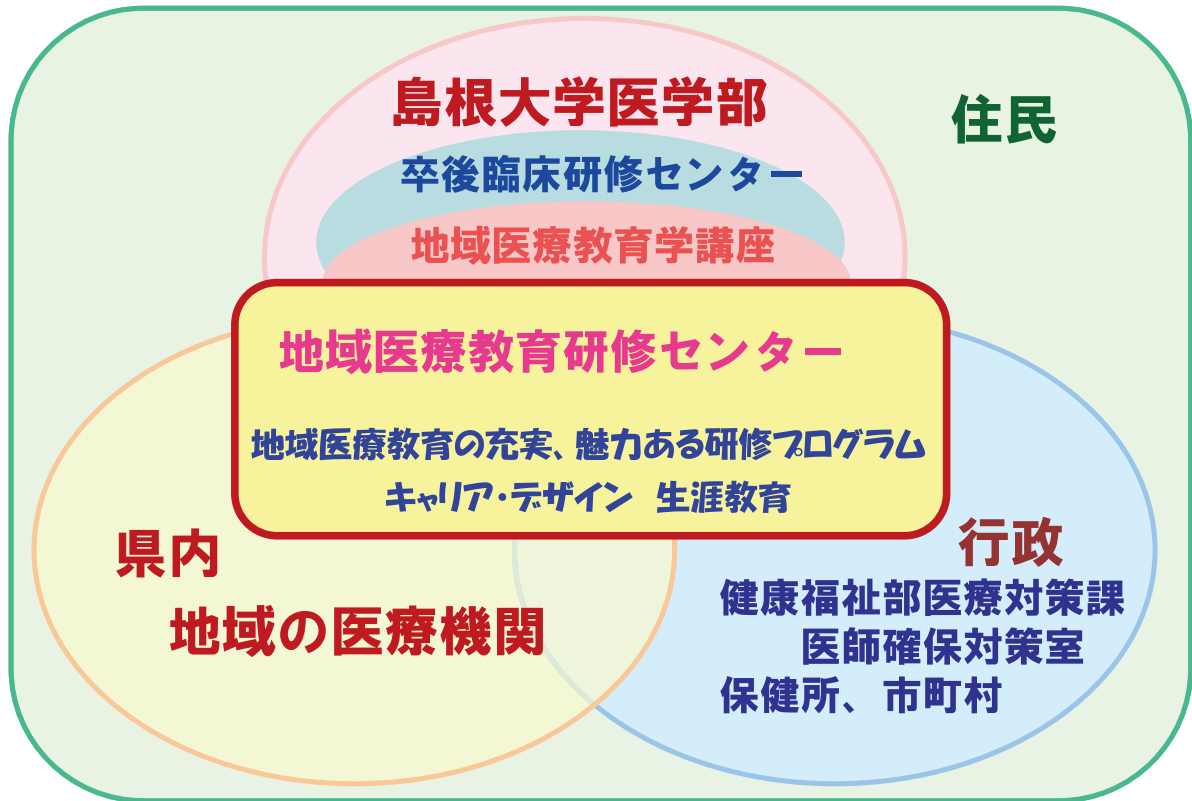 島根大学医学部
住民
卒後臨床研修センター
地域医療教育学講座
地域医療教育研修センター
地域医療教育の充実、魅力ある研修プログラム
キャリア・デザイン　生涯教育
県内
地域の医療機関
行政
健康福祉部医療対策課
医師確保対策室
保健所、市町村